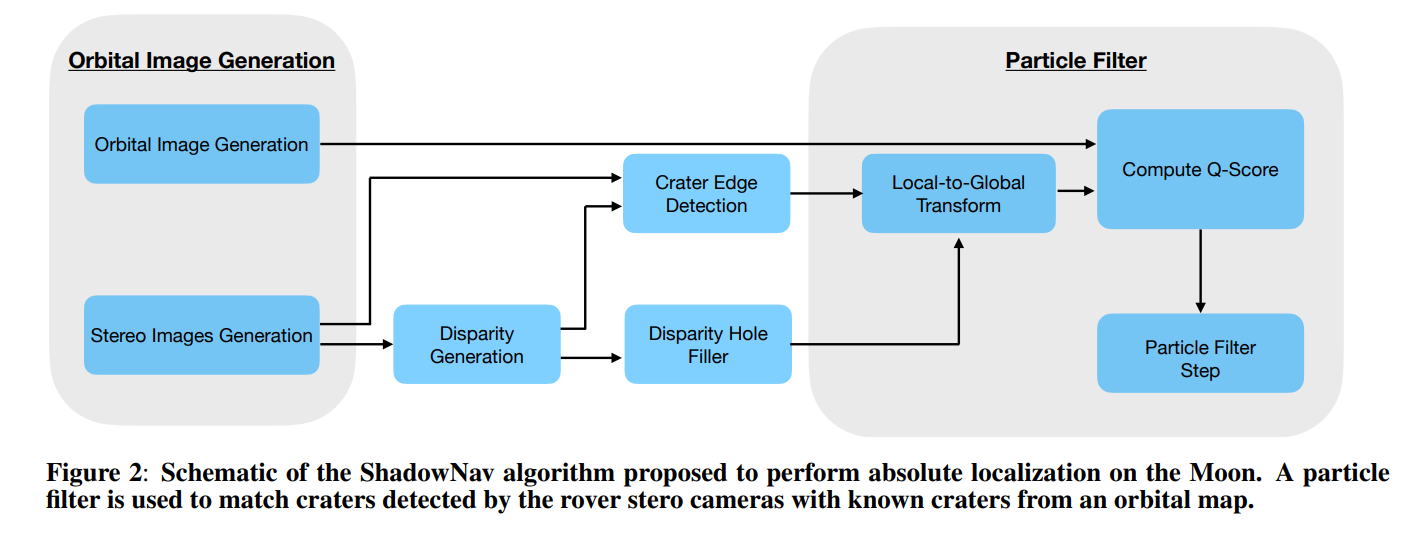 Orbital Image Generation
Particle Filter
Orbital Image Generation
Compute Q-Score
Crater Edge
Detection
Local-to-Global
Transform
Stereo Images Generation
Disparity
Generation
Disparity Hole
Filler
Particle Filter
Step
Figure 2: Schematic of the ShadowNav algorithm proposed to perform absolute localization on the Moon. A particle
filter is used to match craters detected by the rover stero cameras with known craters from an orbital map.